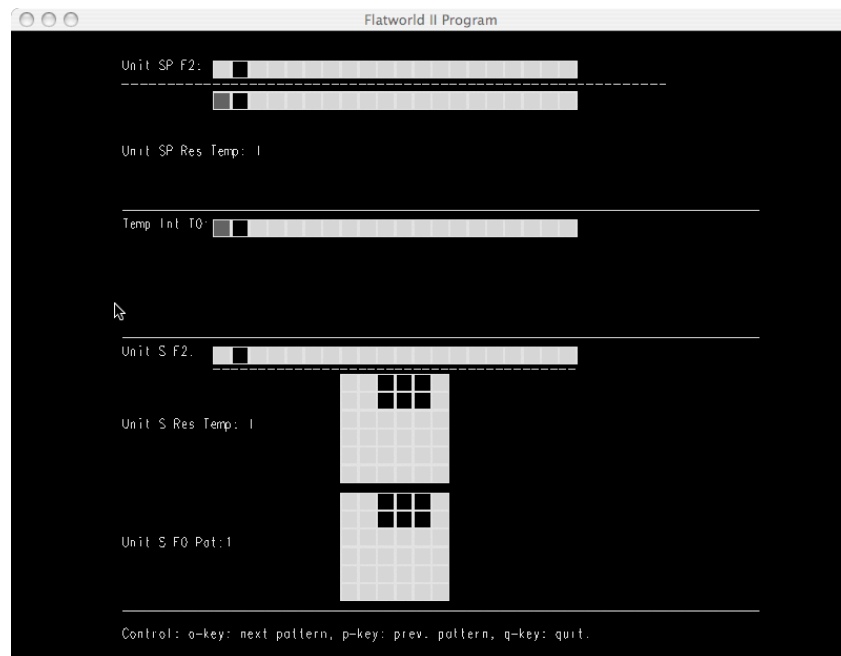 Flatworld II Program
Unit SP F2:
Unit SP Res Temp: 1
Temp Int T0:
Unit S F2:
Unit S Res Temp: 1
Unit S F0 Pat:1
Control: o-key: next pattern, p-key: prev. pattern, q-key: quit.